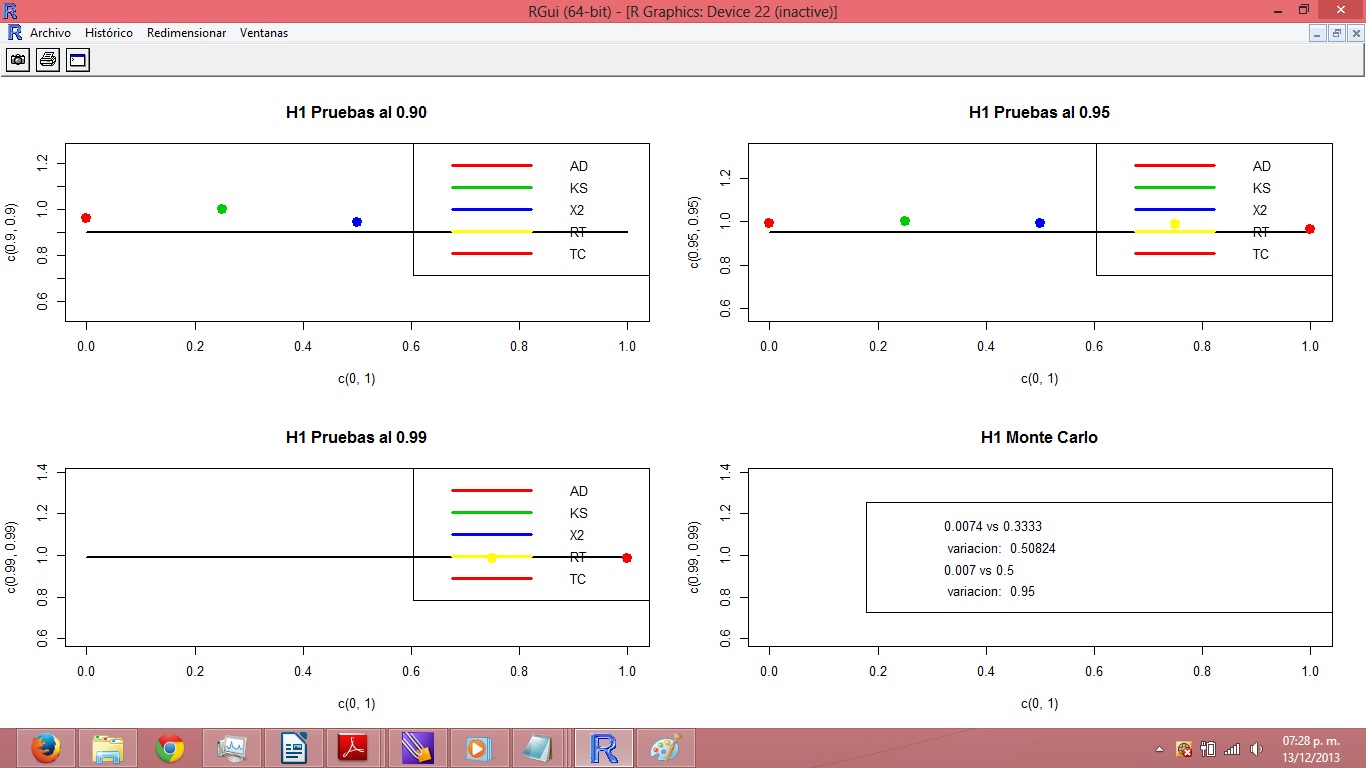 RGui (64-bit) - [R Graphics: Device 22 (inactive)]
Archivo Histórico Redimensionar Ventanas
H1 Pruebas al 0.90
c(0.9, 0.9)
0.6 0.8 1.0 1.2
AD
KS
X2
RT
TC
0.0 0.2 0.4 0.6 0.8 1.0
c(0, 1)
H1 Pruebas al 0.95
c(0.95, 0.95)
0.6 0.8 1.0 1.2
AD
KS
X2
RT
TC
0.0 0.2 0.4 0.6 0.8 1.0
c(0, 1)
H1 Pruebas al 0.99
c(0.99, 0.99)
0.6 0.8 1.0 1.2 1.4
AD
KS
X2
RT
TC
0.0 0.2 0.4 0.6 0.8 1.0
c(0, 1)
H1 Monte Carlo
c(0.99, 0.99)
0.6 0.8 1.0 1.2 1.4
0.0074 vs 0.3333
variacion: 0.50824
0.007 vs 0.5
variacion: 0.95
0.0 0.2 0.4 0.6 0.8 1.0
c(0, 1)
07:28 p. m.
13/12/2013